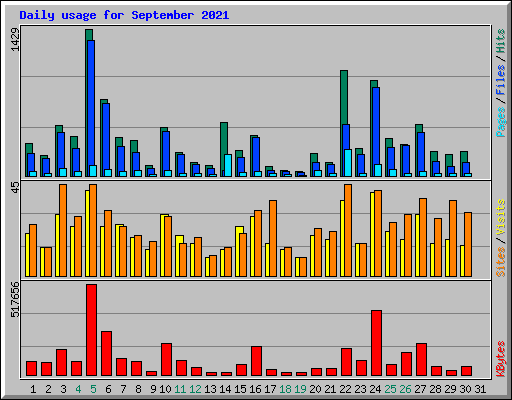 Daily usage for September 2021
1429
Pages / Files / Hits
45
Sites / Visits
517656
KBytes
1 2 3 4 5 6 7 8 9 10 11 12 13 14 15 16 17 18 19 20 21 22 23 24 25 26 27 28 29 30 31